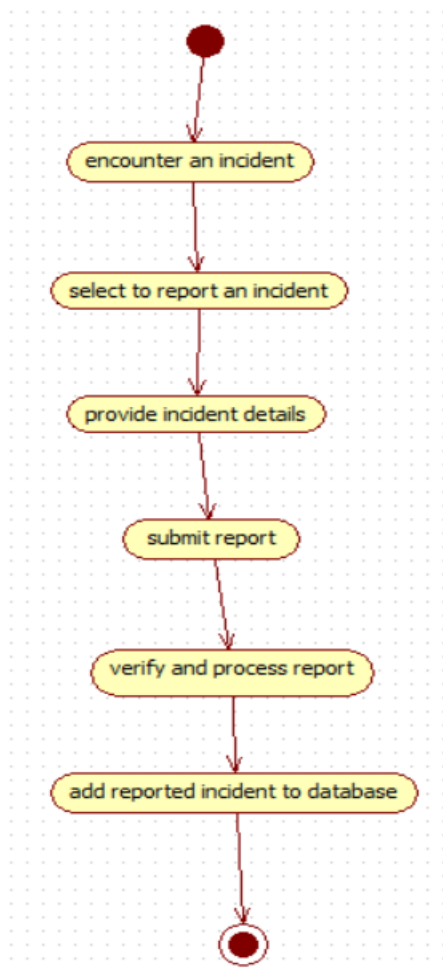 encounter an incident
select to report an incident
provide incident details
submit report
verify and process report
add reported incident to database